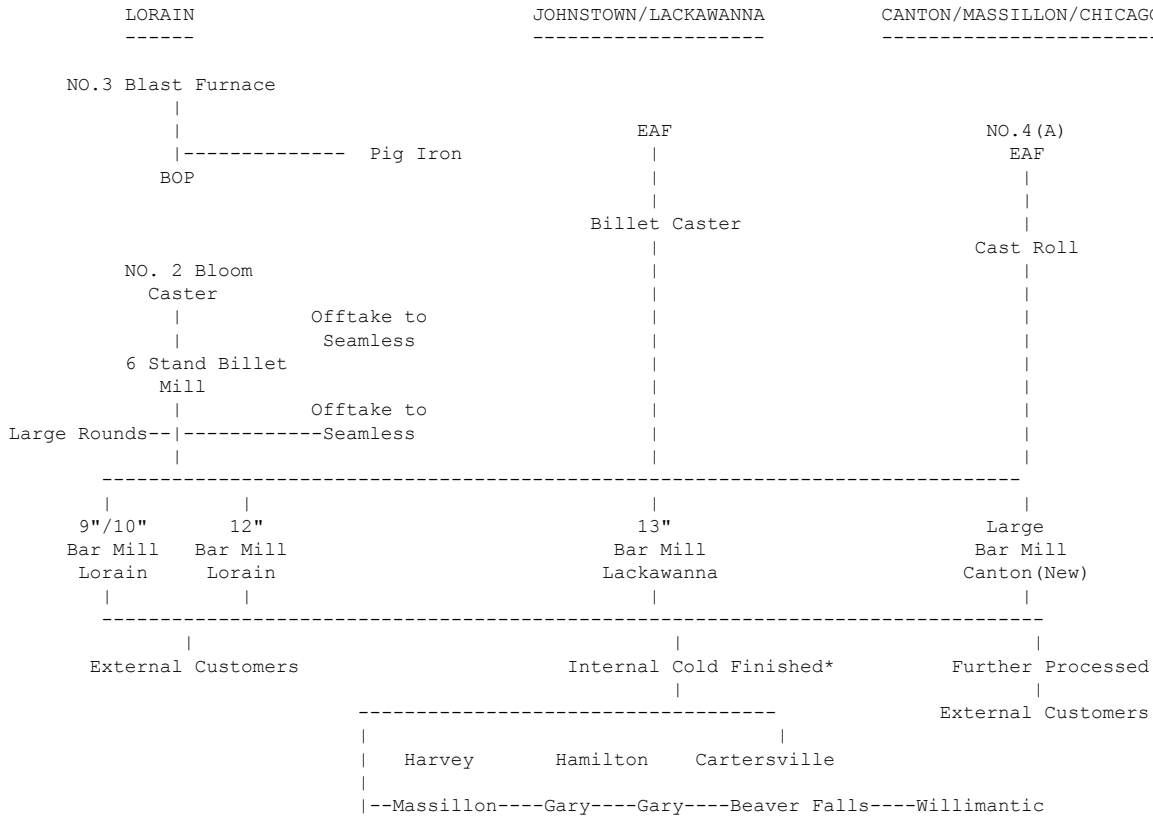 LORAIN JOHNSTOWN/LACKAWANNA CANTON/MASSILLON/CHICAGO
NO.3 Blast Furnace
EAF NO.4(A)
Pig Iron EAF
BOP
Billet Caster
Cast Roll
NO. 2 Bloom
Caster
Offtake to
Seamless
6 Stand Billet
Mill
Offtake to
Large Rounds Seamless
9"/10" 12" 13" Large
Bar Mill Bar Mill Bar Mill Bar Mill
Lorain Lorain Lackawanna Canton(New)
External Customers Internal Cold Finished* Further Processed
External Customers
Harvey Hamilton Cartersville
Massillon----Gary----Gary----Beaver Falls----Willimantic